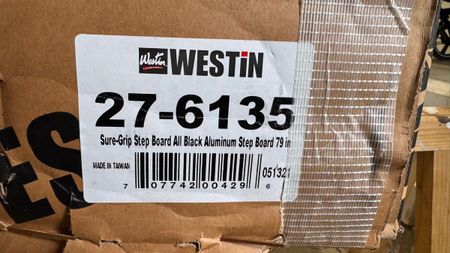 Westin WESTiN
27-6135
Sure-Grip Step Board All Black Aluminum Step Board 79 in
MADE IN TAIWAN
051321
7 07742 00429 6
ES